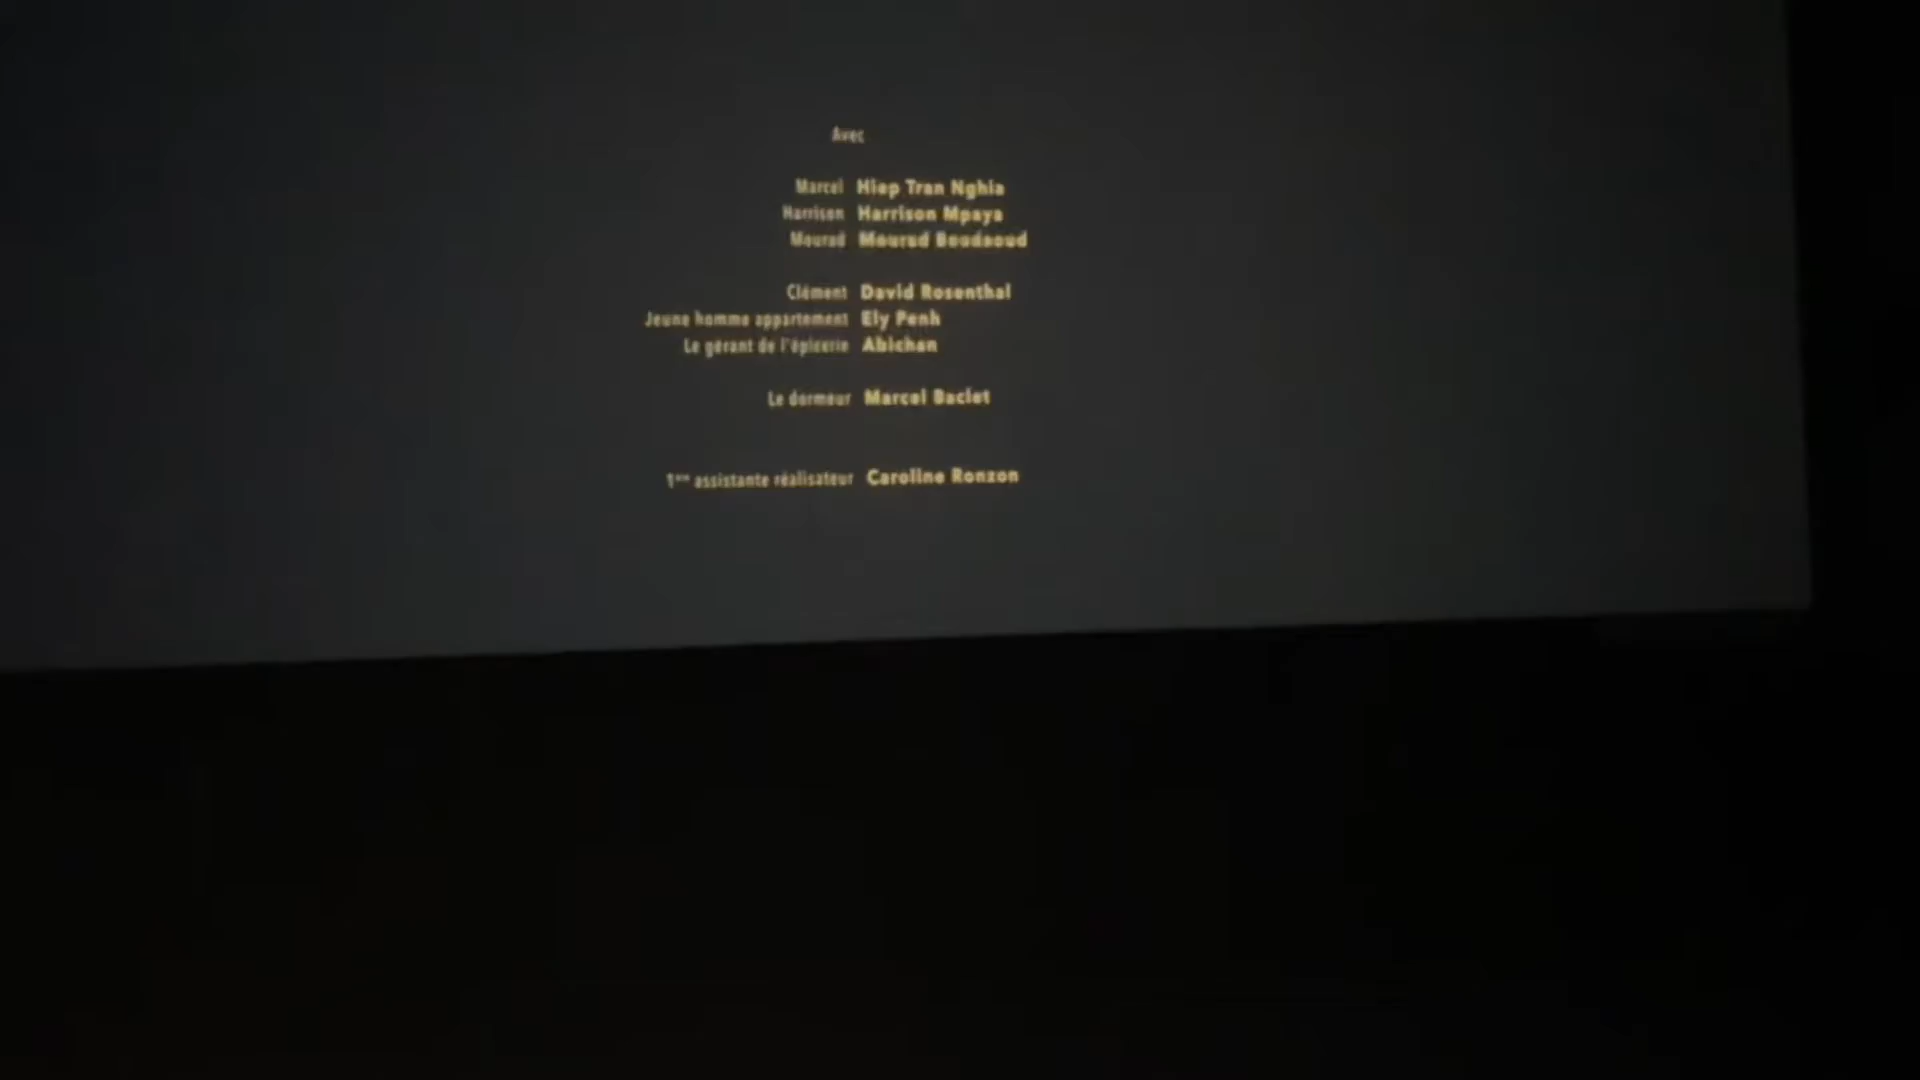 Avec
Marcel Hiep Tran Nghia
Harrison Harrison Mpaya
Mourad Mourad Boudaoud
Clément David Rosenthal
Jeune homme appartement Ely Penh
Le gérant de l'épicerie Abichan
Le dormeur Marcel Baclet
1ère assistante réalisateur Caroline Ronzon